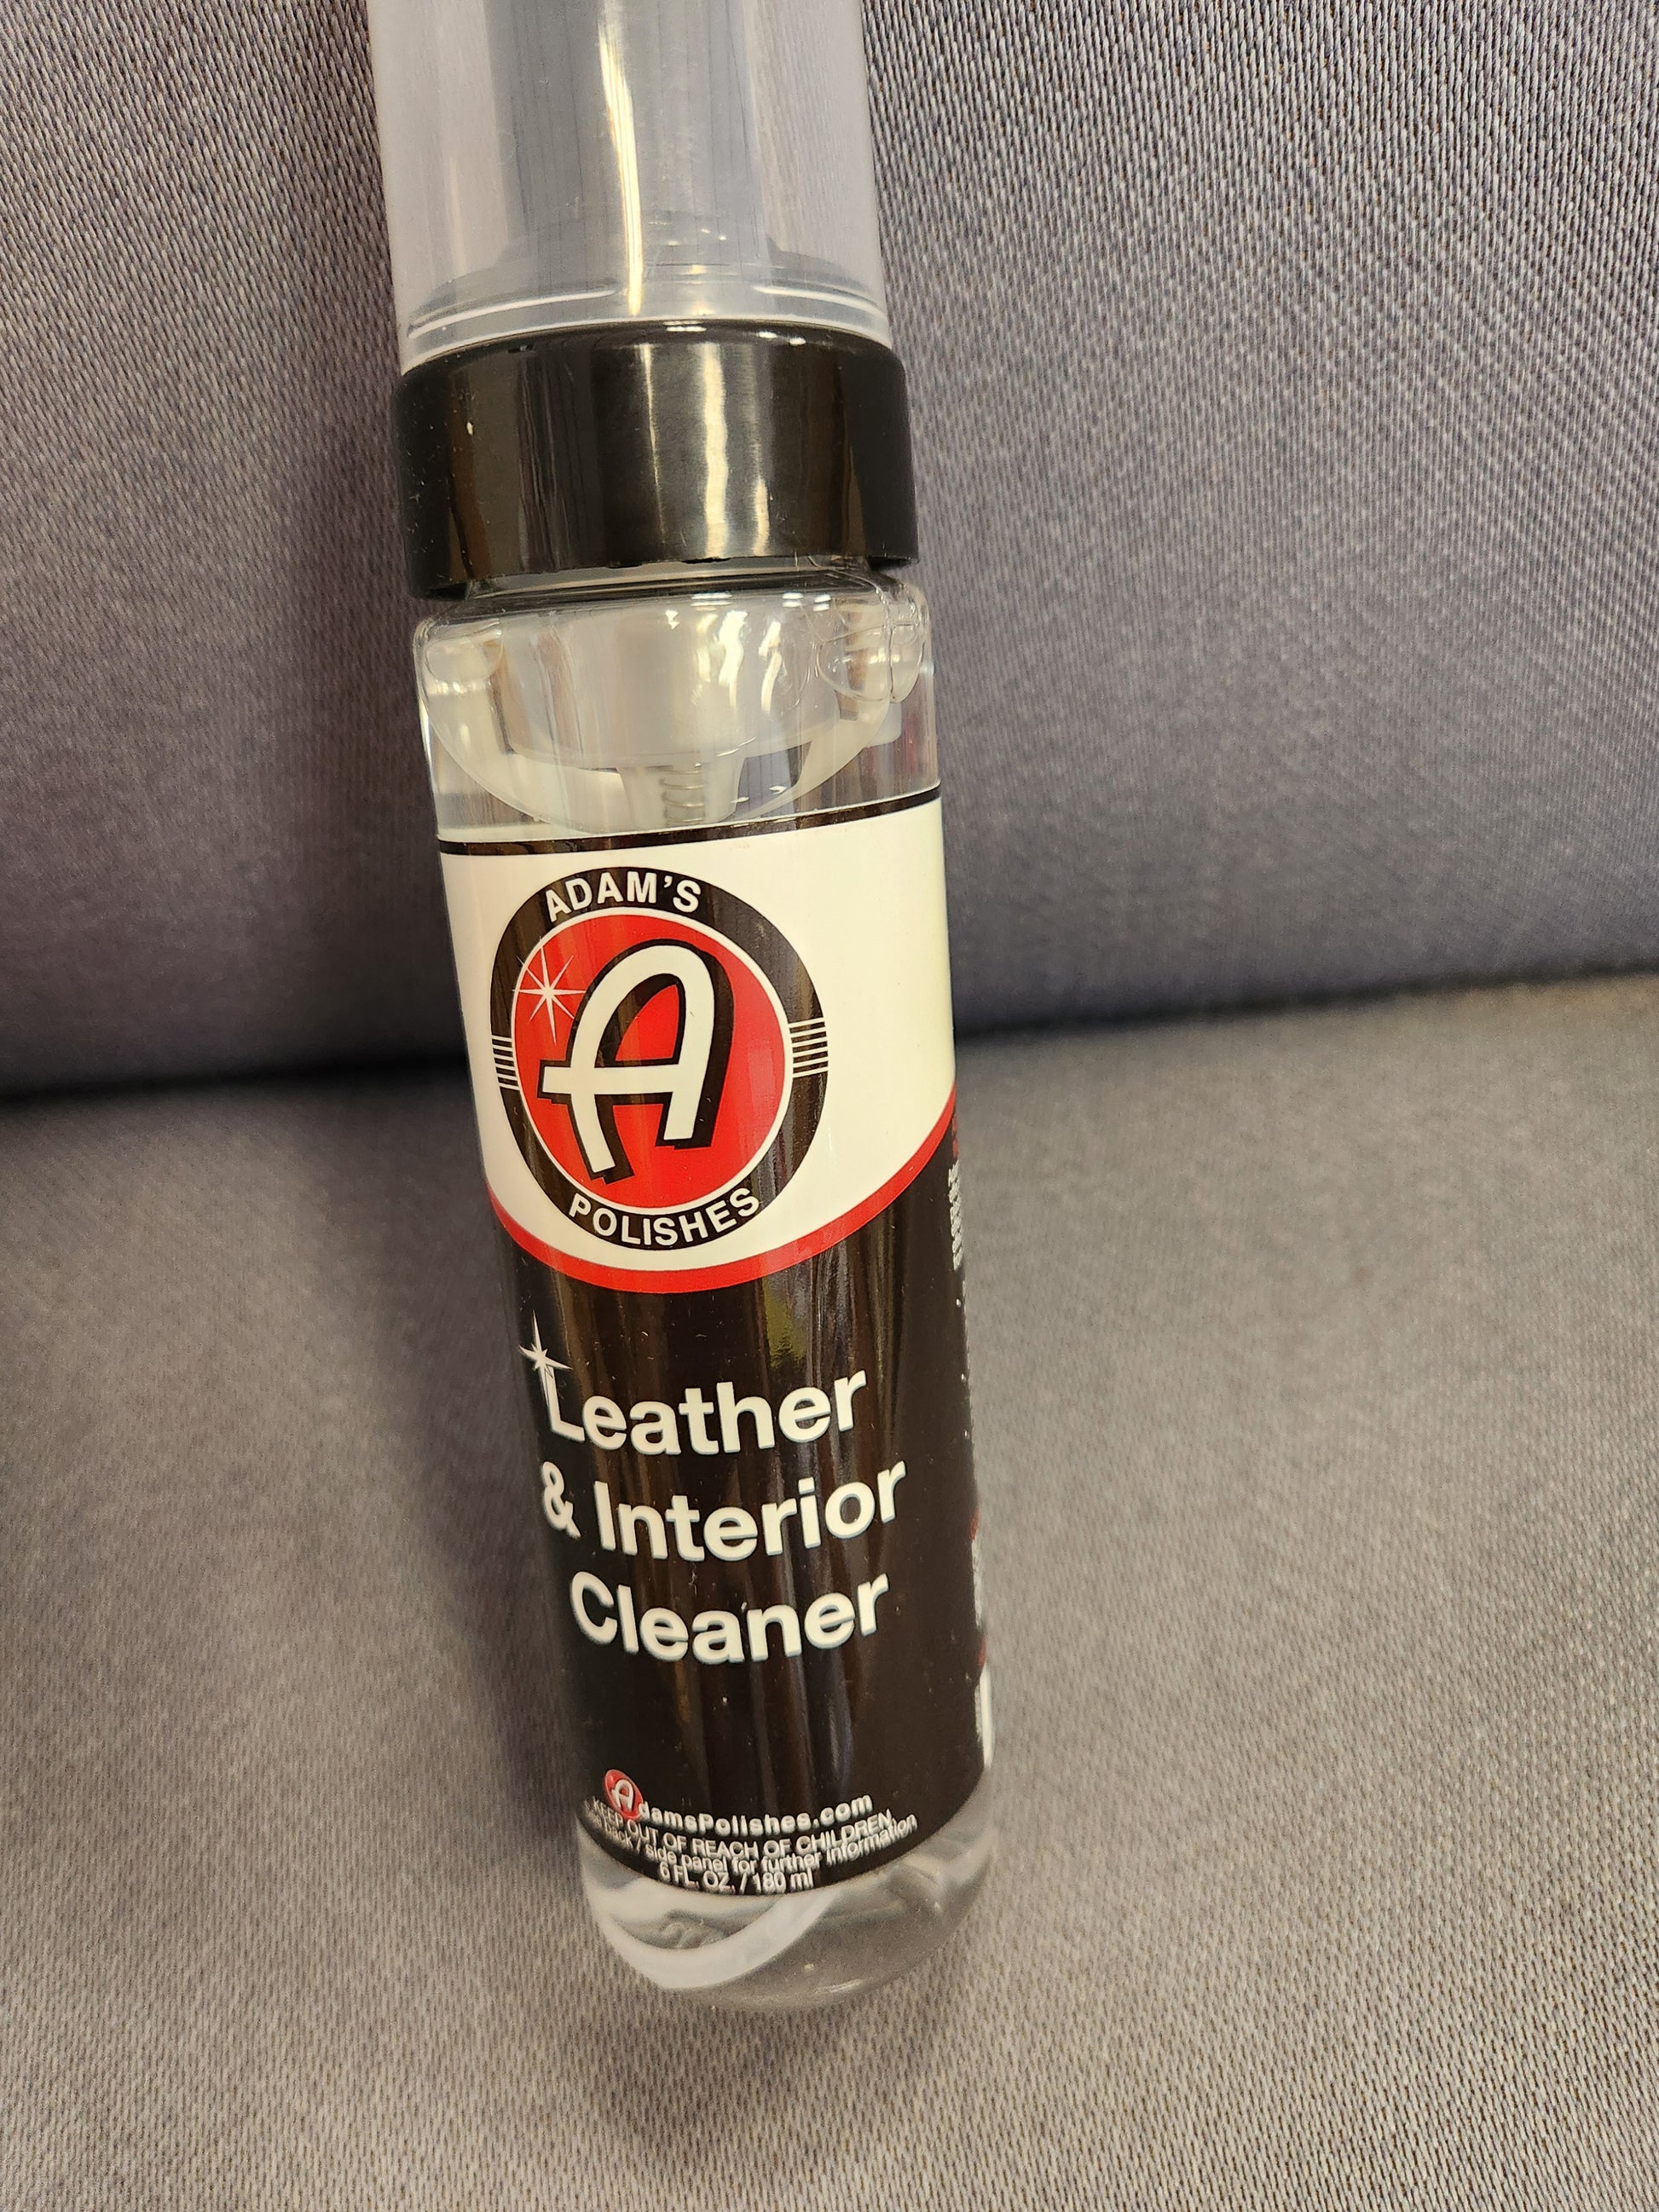 ADAM'S
A
POLISHES
Leather
& Interior
Cleaner
AdamsPolishes.com
KEEP OUT OF REACH OF CHILDREN
back / side panel for further information
6 FL. OZ. / 180 ml